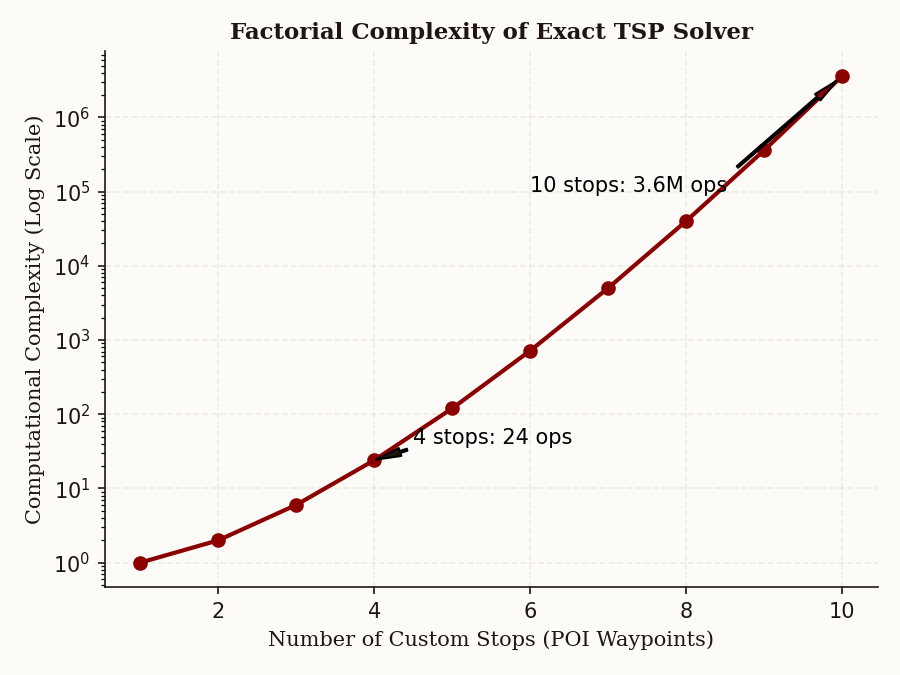 Factorial Complexity of Exact TSP Solver
Computational Complexity (Log Scale)
10⁶
10⁵
10⁴
10³
10²
10¹
10⁰
10 stops: 3.6M ops
4 stops: 24 ops
2 4 6 8 10
Number of Custom Stops (POI Waypoints)